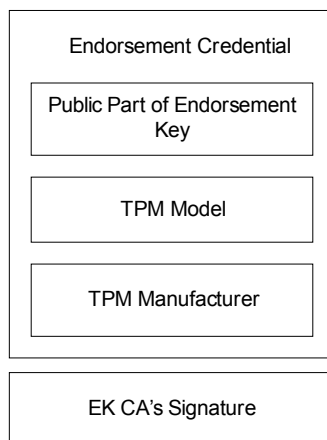 Endorsement Credential
Public Part of Endorsement
Key
TPM Model
TPM Manufacturer
EK CA's Signature